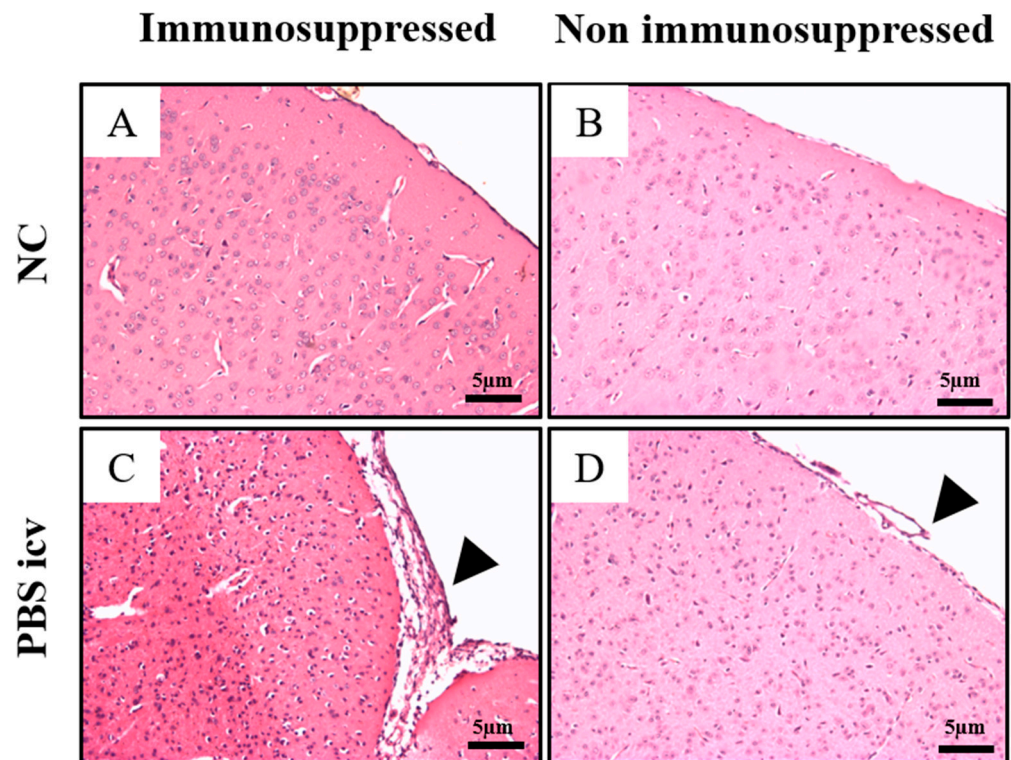 Immunosuppressed
Non immunosuppressed
NC
A
5µm
B
5µm
PBS icv
C
5µm
D
5µm